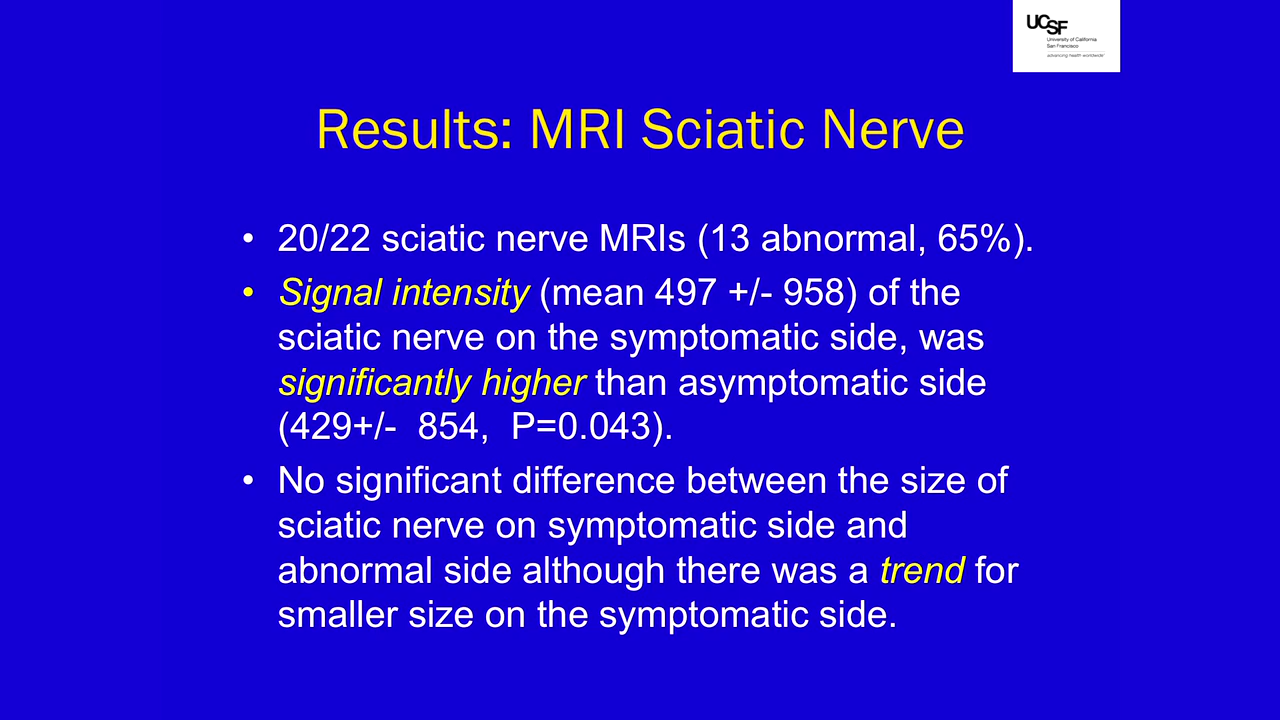 UCSF
University of California
San Francisco
advancing health worldwide™
Results: MRI Sciatic Nerve
• 20/22 sciatic nerve MRIs (13 abnormal, 65%).
• Signal intensity (mean 497 +/- 958) of the
sciatic nerve on the symptomatic side, was
significantly higher than asymptomatic side
(429+/-  854,  P=0.043).
• No significant difference between the size of
sciatic nerve on symptomatic side and
abnormal side although there was a trend for
smaller size on the symptomatic side.